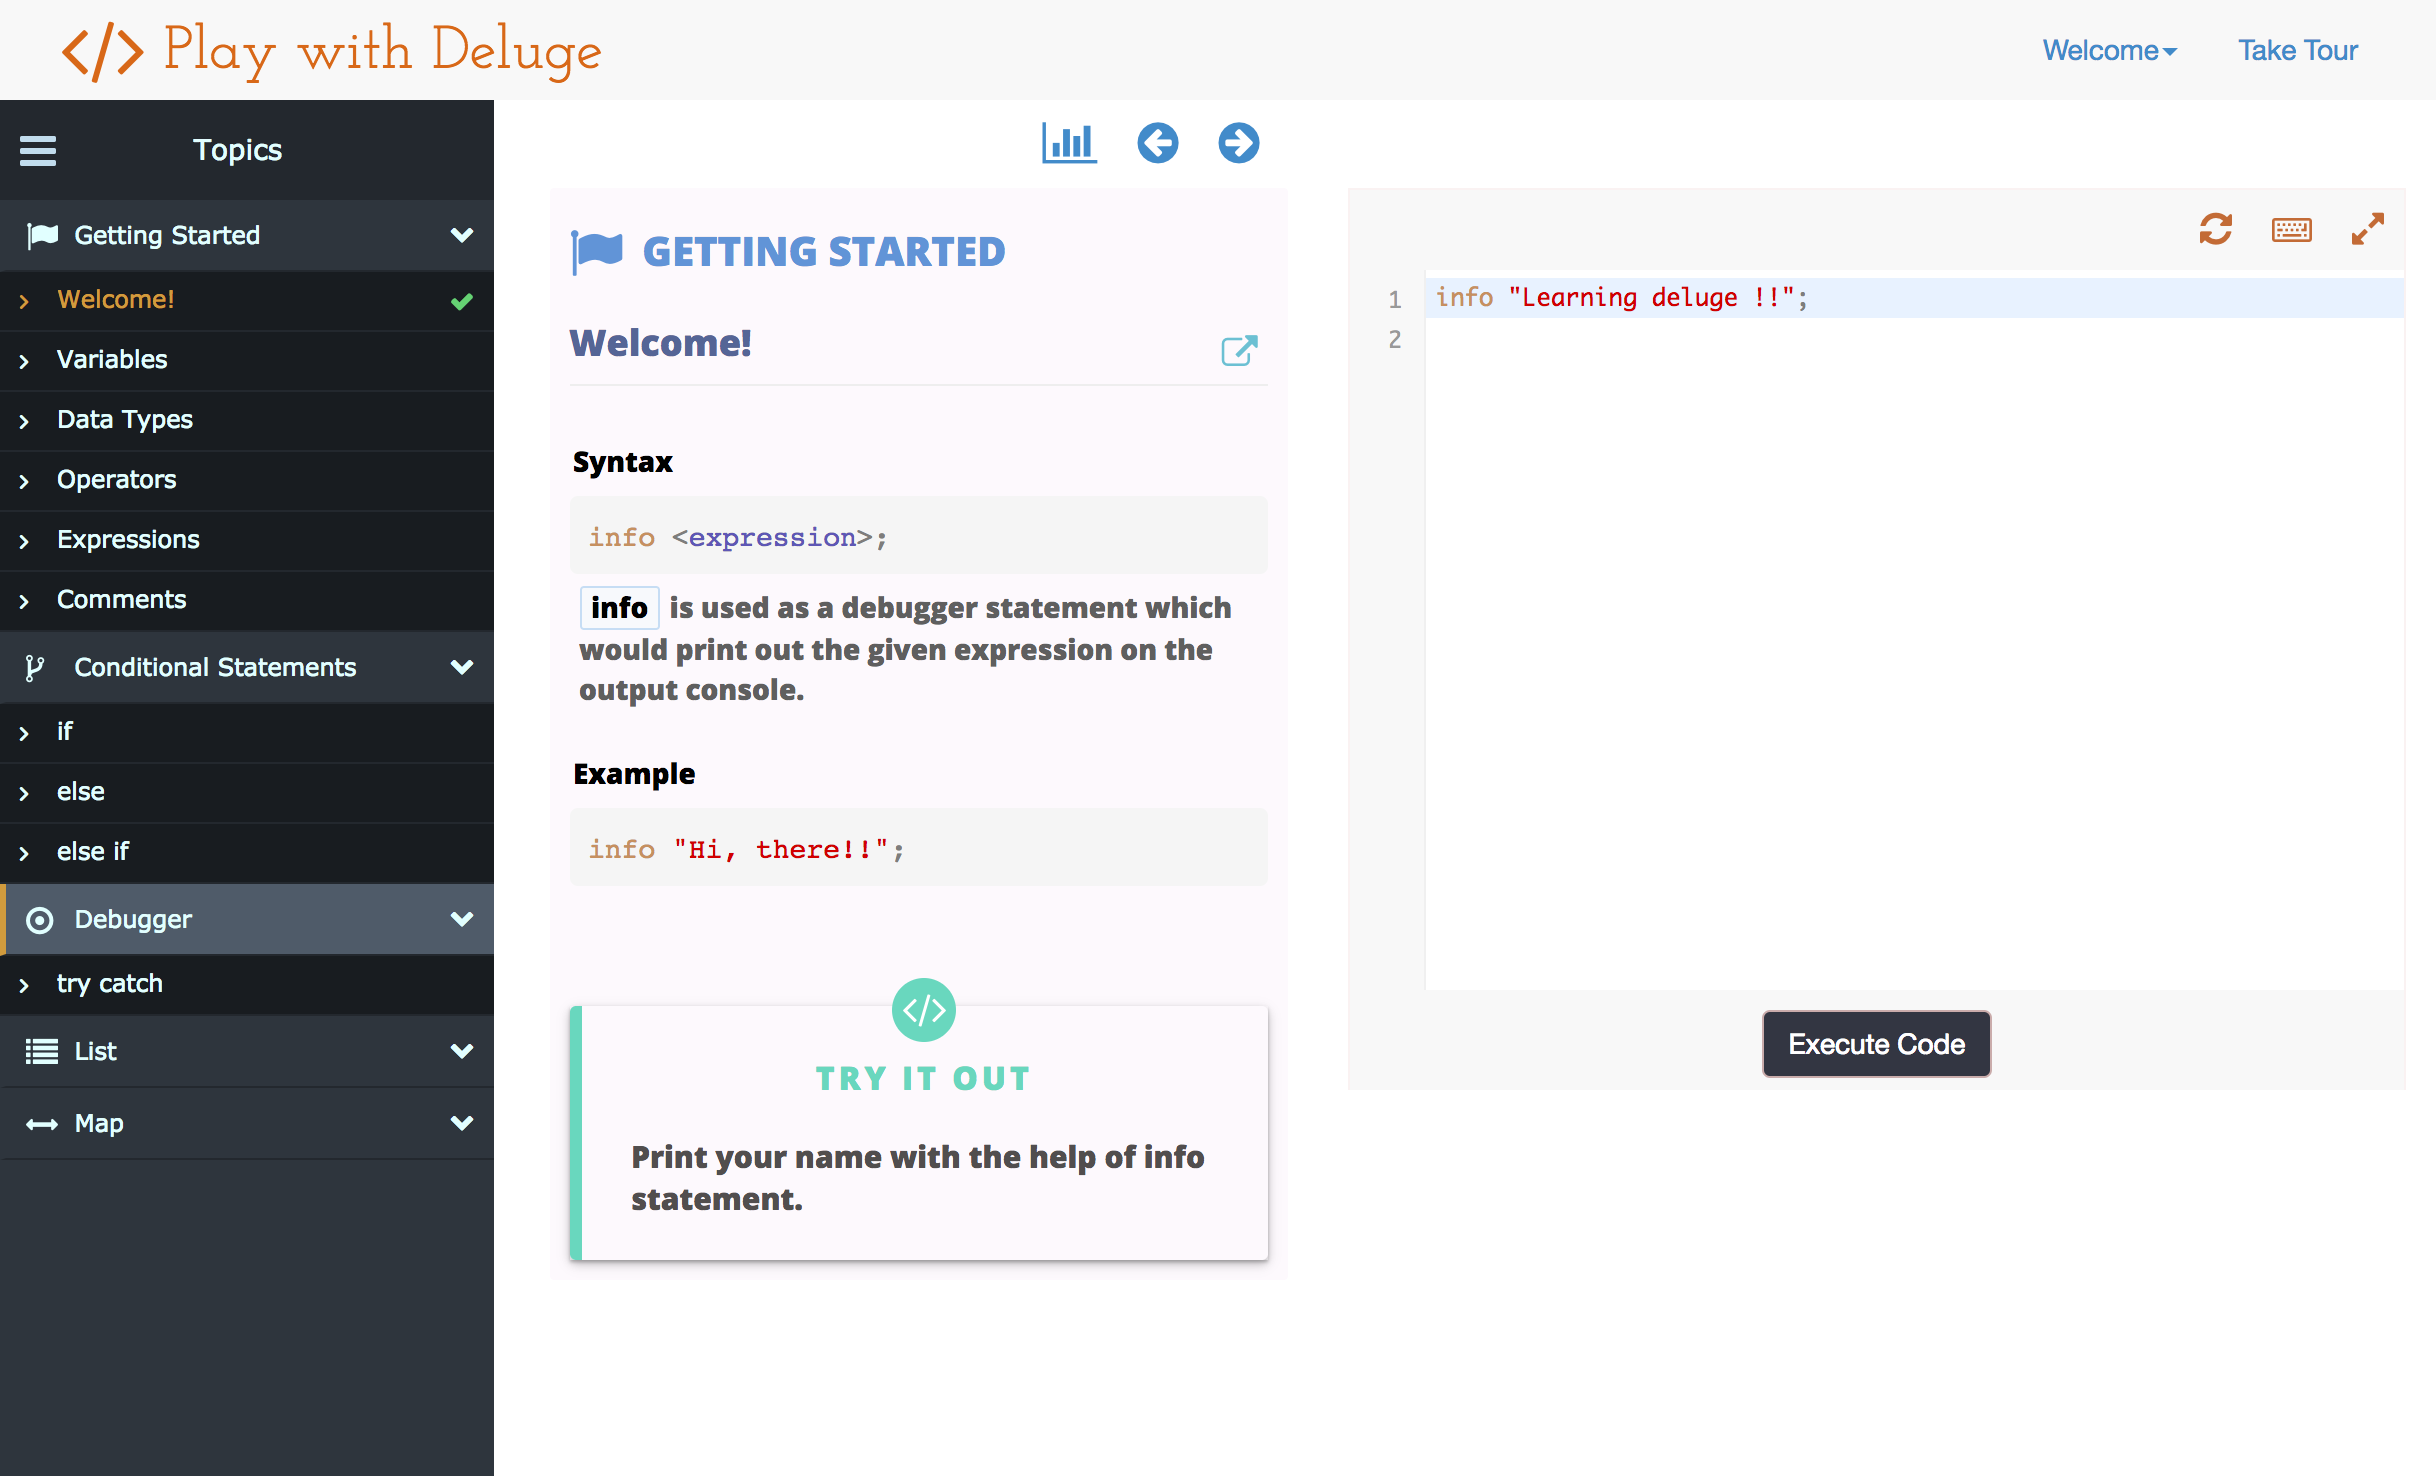 </> Play with Deluge
Welcome
Take Tour
Topics
Getting Started
Welcome!
Variables
Data Types
Operators
Expressions
Comments
Conditional Statements
if
else
else if
Debugger
try catch
List
Map
GETTING STARTED
Welcome!
Syntax
info <expression>;
info is used as a debugger statement which
would print out the given expression on the
output console.
Example
info "Hi, there!!";
</>
TRY IT OUT
Print your name with the help of info
statement.
1 info "Learning deluge !!";
2
Execute Code